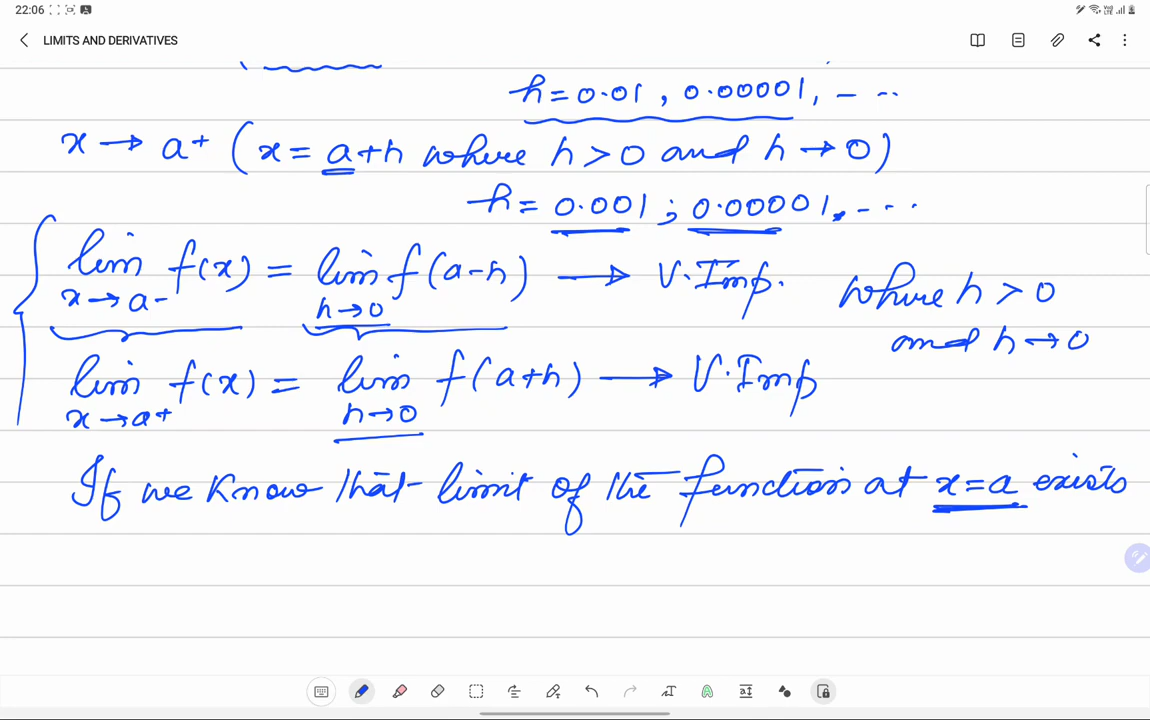 22:06
LIMITS AND DERIVATIVES
h = 0.01 , 0.00001, - ..
x → a+ ( x = a+h where h > 0 and h → 0 )
h = 0.001 ; 0.00001, - ...
lim x→a- f(x) = lim h→0 f(a-h) → V.Imp. where h > 0
and h → 0
lim x→a+ f(x) = lim h→0 f(a+h) → V.Imp
If we know that limit of the function at x=a exists